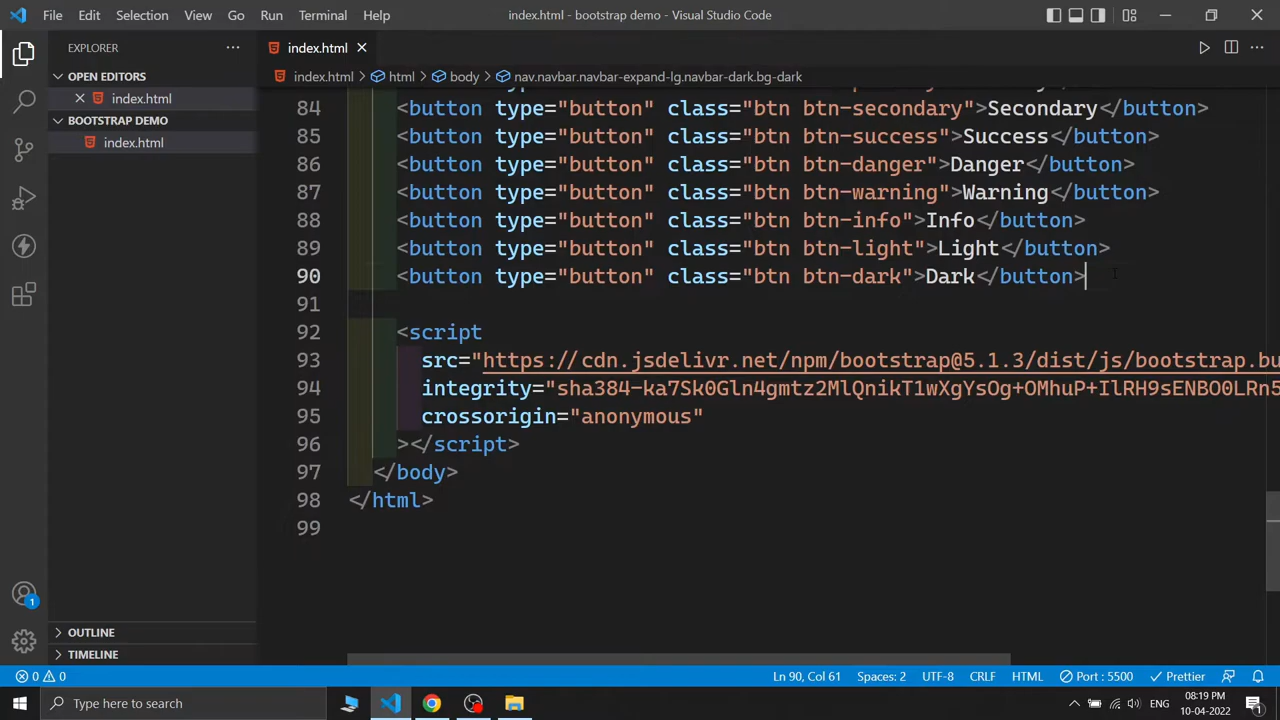 File Edit Selection View Go Run Terminal Help
index.html - bootstrap demo - Visual Studio Code
EXPLORER
OPEN EDITORS
index.html
BOOTSTRAP DEMO
index.html
OUTLINE
TIMELINE
index.html
index.html > html > body > nav.navbar.navbar-expand-lg.navbar-dark.bg-dark
84 <button type="button" class="btn btn-secondary">Secondary</button>
85 <button type="button" class="btn btn-success">Success</button>
86 <button type="button" class="btn btn-danger">Danger</button>
87 <button type="button" class="btn btn-warning">Warning</button>
88 <button type="button" class="btn btn-info">Info</button>
89 <button type="button" class="btn btn-light">Light</button>
90 <button type="button" class="btn btn-dark">Dark</button>
91
92 <script
93 src="https://cdn.jsdelivr.net/npm/bootstrap@5.1.3/dist/js/bootstrap.bu
94 integrity="sha384-ka7Sk0Gln4gmtz2MlQnikT1wXgYsOg+OMhuP+IlRH9sENBO0LRn5
95 crossorigin="anonymous"
96 ></script>
97 </body>
98 </html>
99
1
0 0 Ln 90, Col 61 Spaces: 2 UTF-8 CRLF HTML Port : 5500 Prettier
Type here to search
ENG
08:19 PM
10-04-2022
1